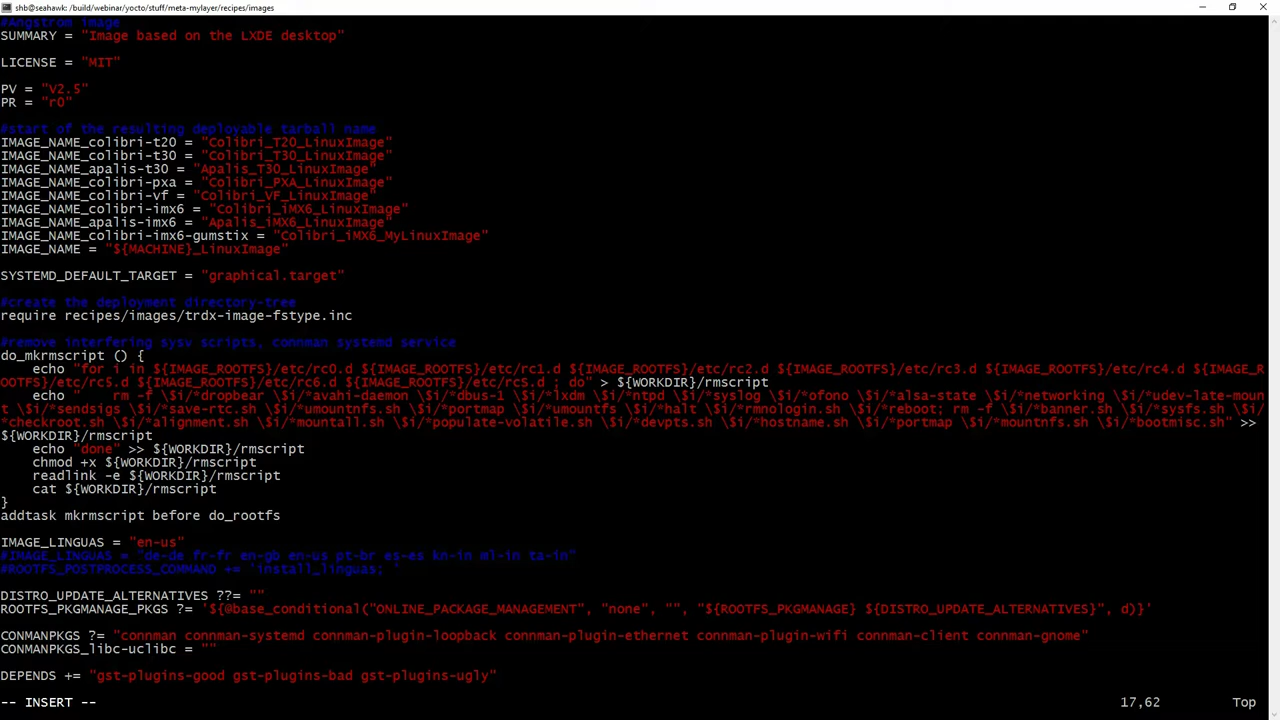 shb@seahawk: /build/webinar/yocto/stuff/meta-mylayer/recipes/images
#Angstrom image
SUMMARY = "Image based on the LXDE desktop"
LICENSE = "MIT"
PV = "V2.5"
PR = "r0"
#start of the resulting deployable tarball name
IMAGE_NAME_colibri-t20 = "Colibri_T20_LinuxImage"
IMAGE_NAME_colibri-t30 = "Colibri_T30_LinuxImage"
IMAGE_NAME_apalis-t30 = "Apalis_T30_LinuxImage"
IMAGE_NAME_colibri-pxa = "Colibri_PXA_LinuxImage"
IMAGE_NAME_colibri-vf = "Colibri_VF_LinuxImage"
IMAGE_NAME_colibri-imx6 = "Colibri_iMX6_LinuxImage"
IMAGE_NAME_apalis-imx6 = "Apalis_iMX6_LinuxImage"
IMAGE_NAME_colibri-imx6-gumstix = "Colibri_iMX6_MyLinuxImage"
IMAGE_NAME = "${MACHINE}_LinuxImage"
SYSTEMD_DEFAULT_TARGET = "graphical.target"
#create the deployment directory-tree
require recipes/images/trdx-image-fstype.inc
#remove interfering sysv scripts, connman systemd service
do_mkrmscript () {
    echo "for i in ${IMAGE_ROOTFS}/etc/rc0.d ${IMAGE_ROOTFS}/etc/rc1.d ${IMAGE_ROOTFS}/etc/rc2.d ${IMAGE_ROOTFS}/etc/rc3.d ${IMAGE_ROOTFS}/etc/rc4.d ${IMAGE_R
OOTFS}/etc/rc5.d ${IMAGE_ROOTFS}/etc/rc6.d ${IMAGE_ROOTFS}/etc/rcS.d ; do" > ${WORKDIR}/rmscript
    echo "    rm -f \$i/*dropbear \$i/*avahi-daemon \$i/*dbus-1 \$i/*lxdm \$i/*ntpd \$i/*syslog \$i/*ofono \$i/*alsa-state \$i/*networking \$i/*udev-late-moun
t \$i/*sendsigs \$i/*save-rtc.sh \$i/*umountnfs.sh \$i/*portmap \$i/*umountfs \$i/*halt \$i/*rmnologin.sh \$i/*reboot; rm -f \$i/*banner.sh \$i/*sysfs.sh \$i/
*checkroot.sh \$i/*alignment.sh \$i/*mountall.sh \$i/*populate-volatile.sh \$i/*devpts.sh \$i/*hostname.sh \$i/*portmap \$i/*mountnfs.sh \$i/*bootmisc.sh" >>
${WORKDIR}/rmscript
    echo "done" >> ${WORKDIR}/rmscript
    chmod +x ${WORKDIR}/rmscript
    readlink -e ${WORKDIR}/rmscript
    cat ${WORKDIR}/rmscript
}
addtask mkrmscript before do_rootfs
IMAGE_LINGUAS = "en-us"
#IMAGE_LINGUAS = "de-de fr-fr en-gb en-us pt-br es-es kn-in ml-in ta-in"
#ROOTFS_POSTPROCESS_COMMAND += 'install_linguas; '
DISTRO_UPDATE_ALTERNATIVES ??= ""
ROOTFS_PKGMANAGE_PKGS ?= '${@base_conditional("ONLINE_PACKAGE_MANAGEMENT", "none", "", "${ROOTFS_PKGMANAGE} ${DISTRO_UPDATE_ALTERNATIVES}", d)}'
CONMANPKGS ?= "connman connman-systemd connman-plugin-loopback connman-plugin-ethernet connman-plugin-wifi connman-client connman-gnome"
CONMANPKGS_libc-uclibc = ""
DEPENDS += "gst-plugins-good gst-plugins-bad gst-plugins-ugly"
-- INSERT --                17,62    Top